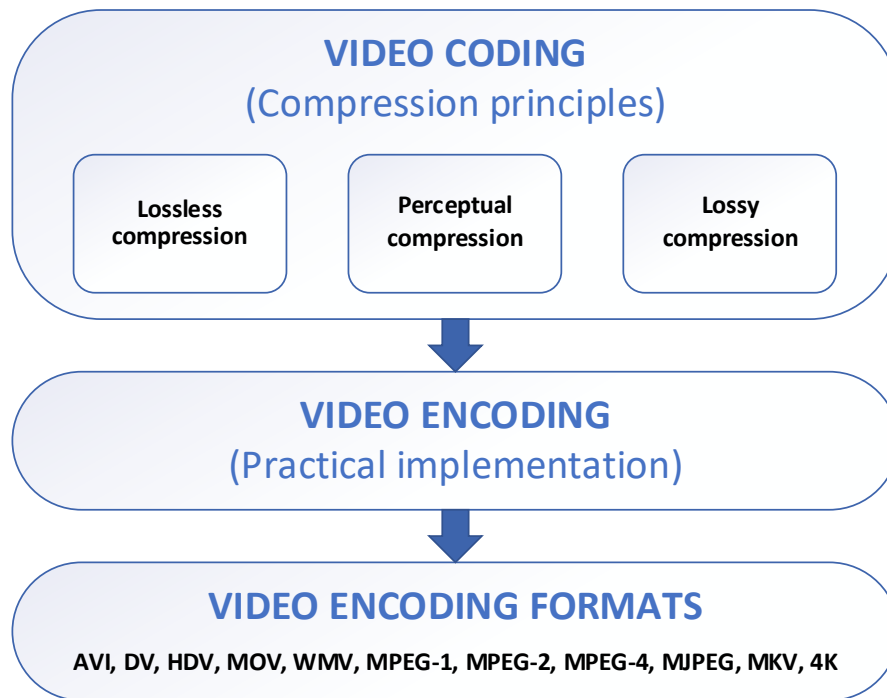 VIDEO CODING
(Compression principles)
Lossless
compression
Perceptual
compression
Lossy
compression
VIDEO ENCODING
(Practical implementation)
VIDEO ENCODING FORMATS
AVI, DV, HDV, MOV, WMV, MPEG-1, MPEG-2, MPEG-4, MJPEG, MKV, 4K